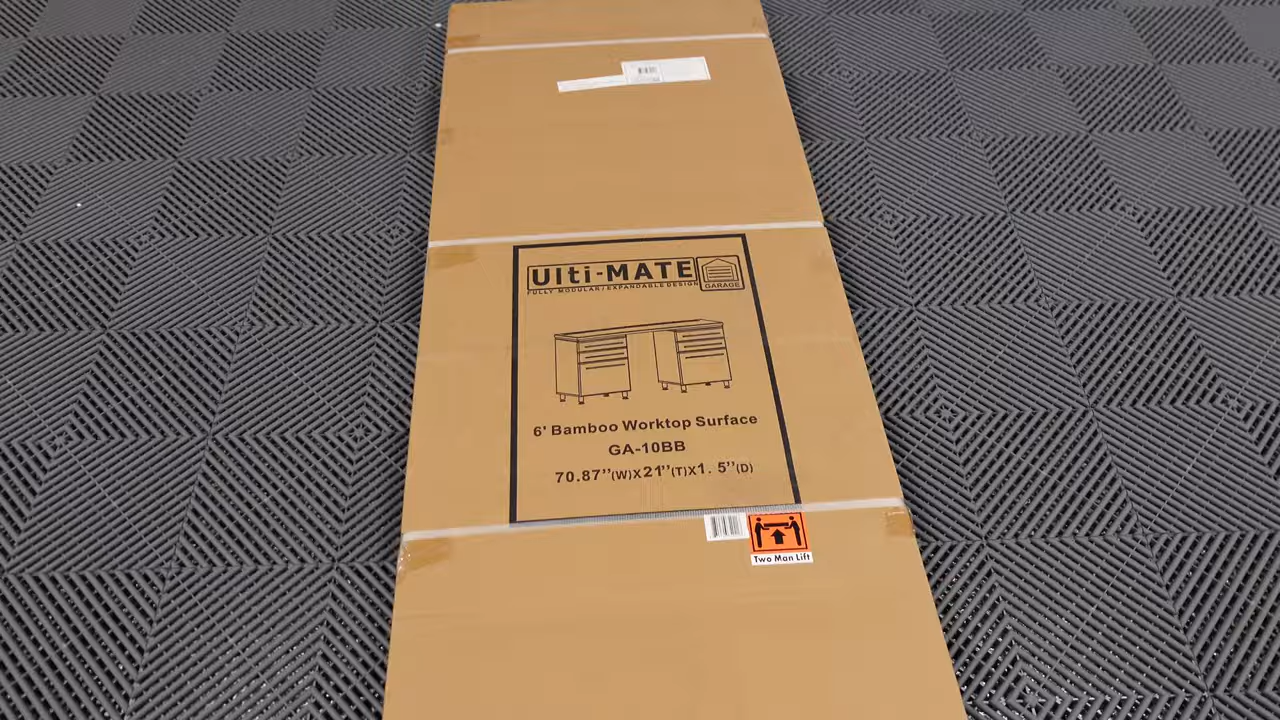 Ulti-MATE
GARAGE
FULLY MODULAR / EXPANDABLE DESIGN
6' Bamboo Worktop Surface
GA-10BB
70.87’’(W)X21’’(T)X1. 5’’(D)
Two Man Lift